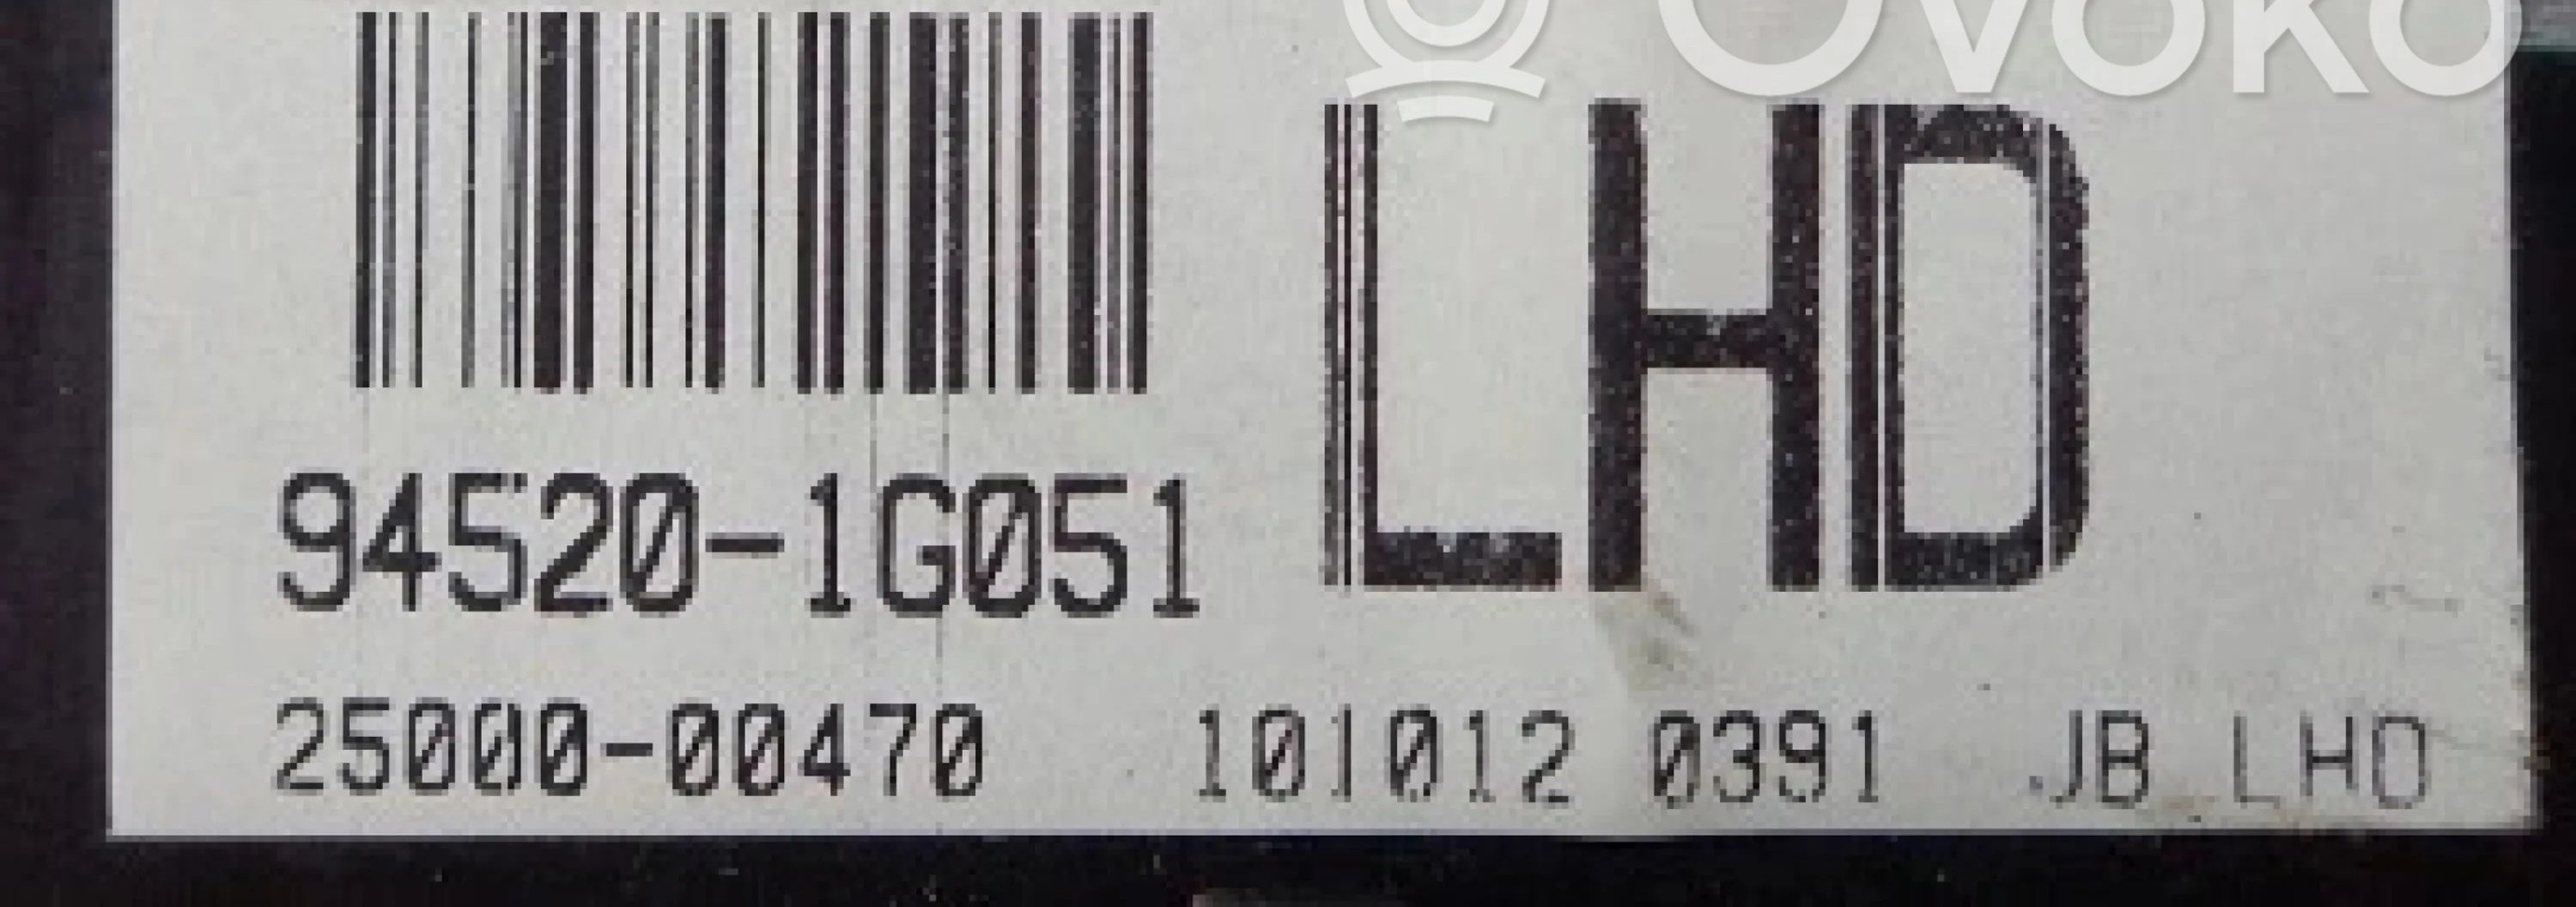 OVOKO
LHD
94520-1G051
25000-00470 101012 0391 JB LHD